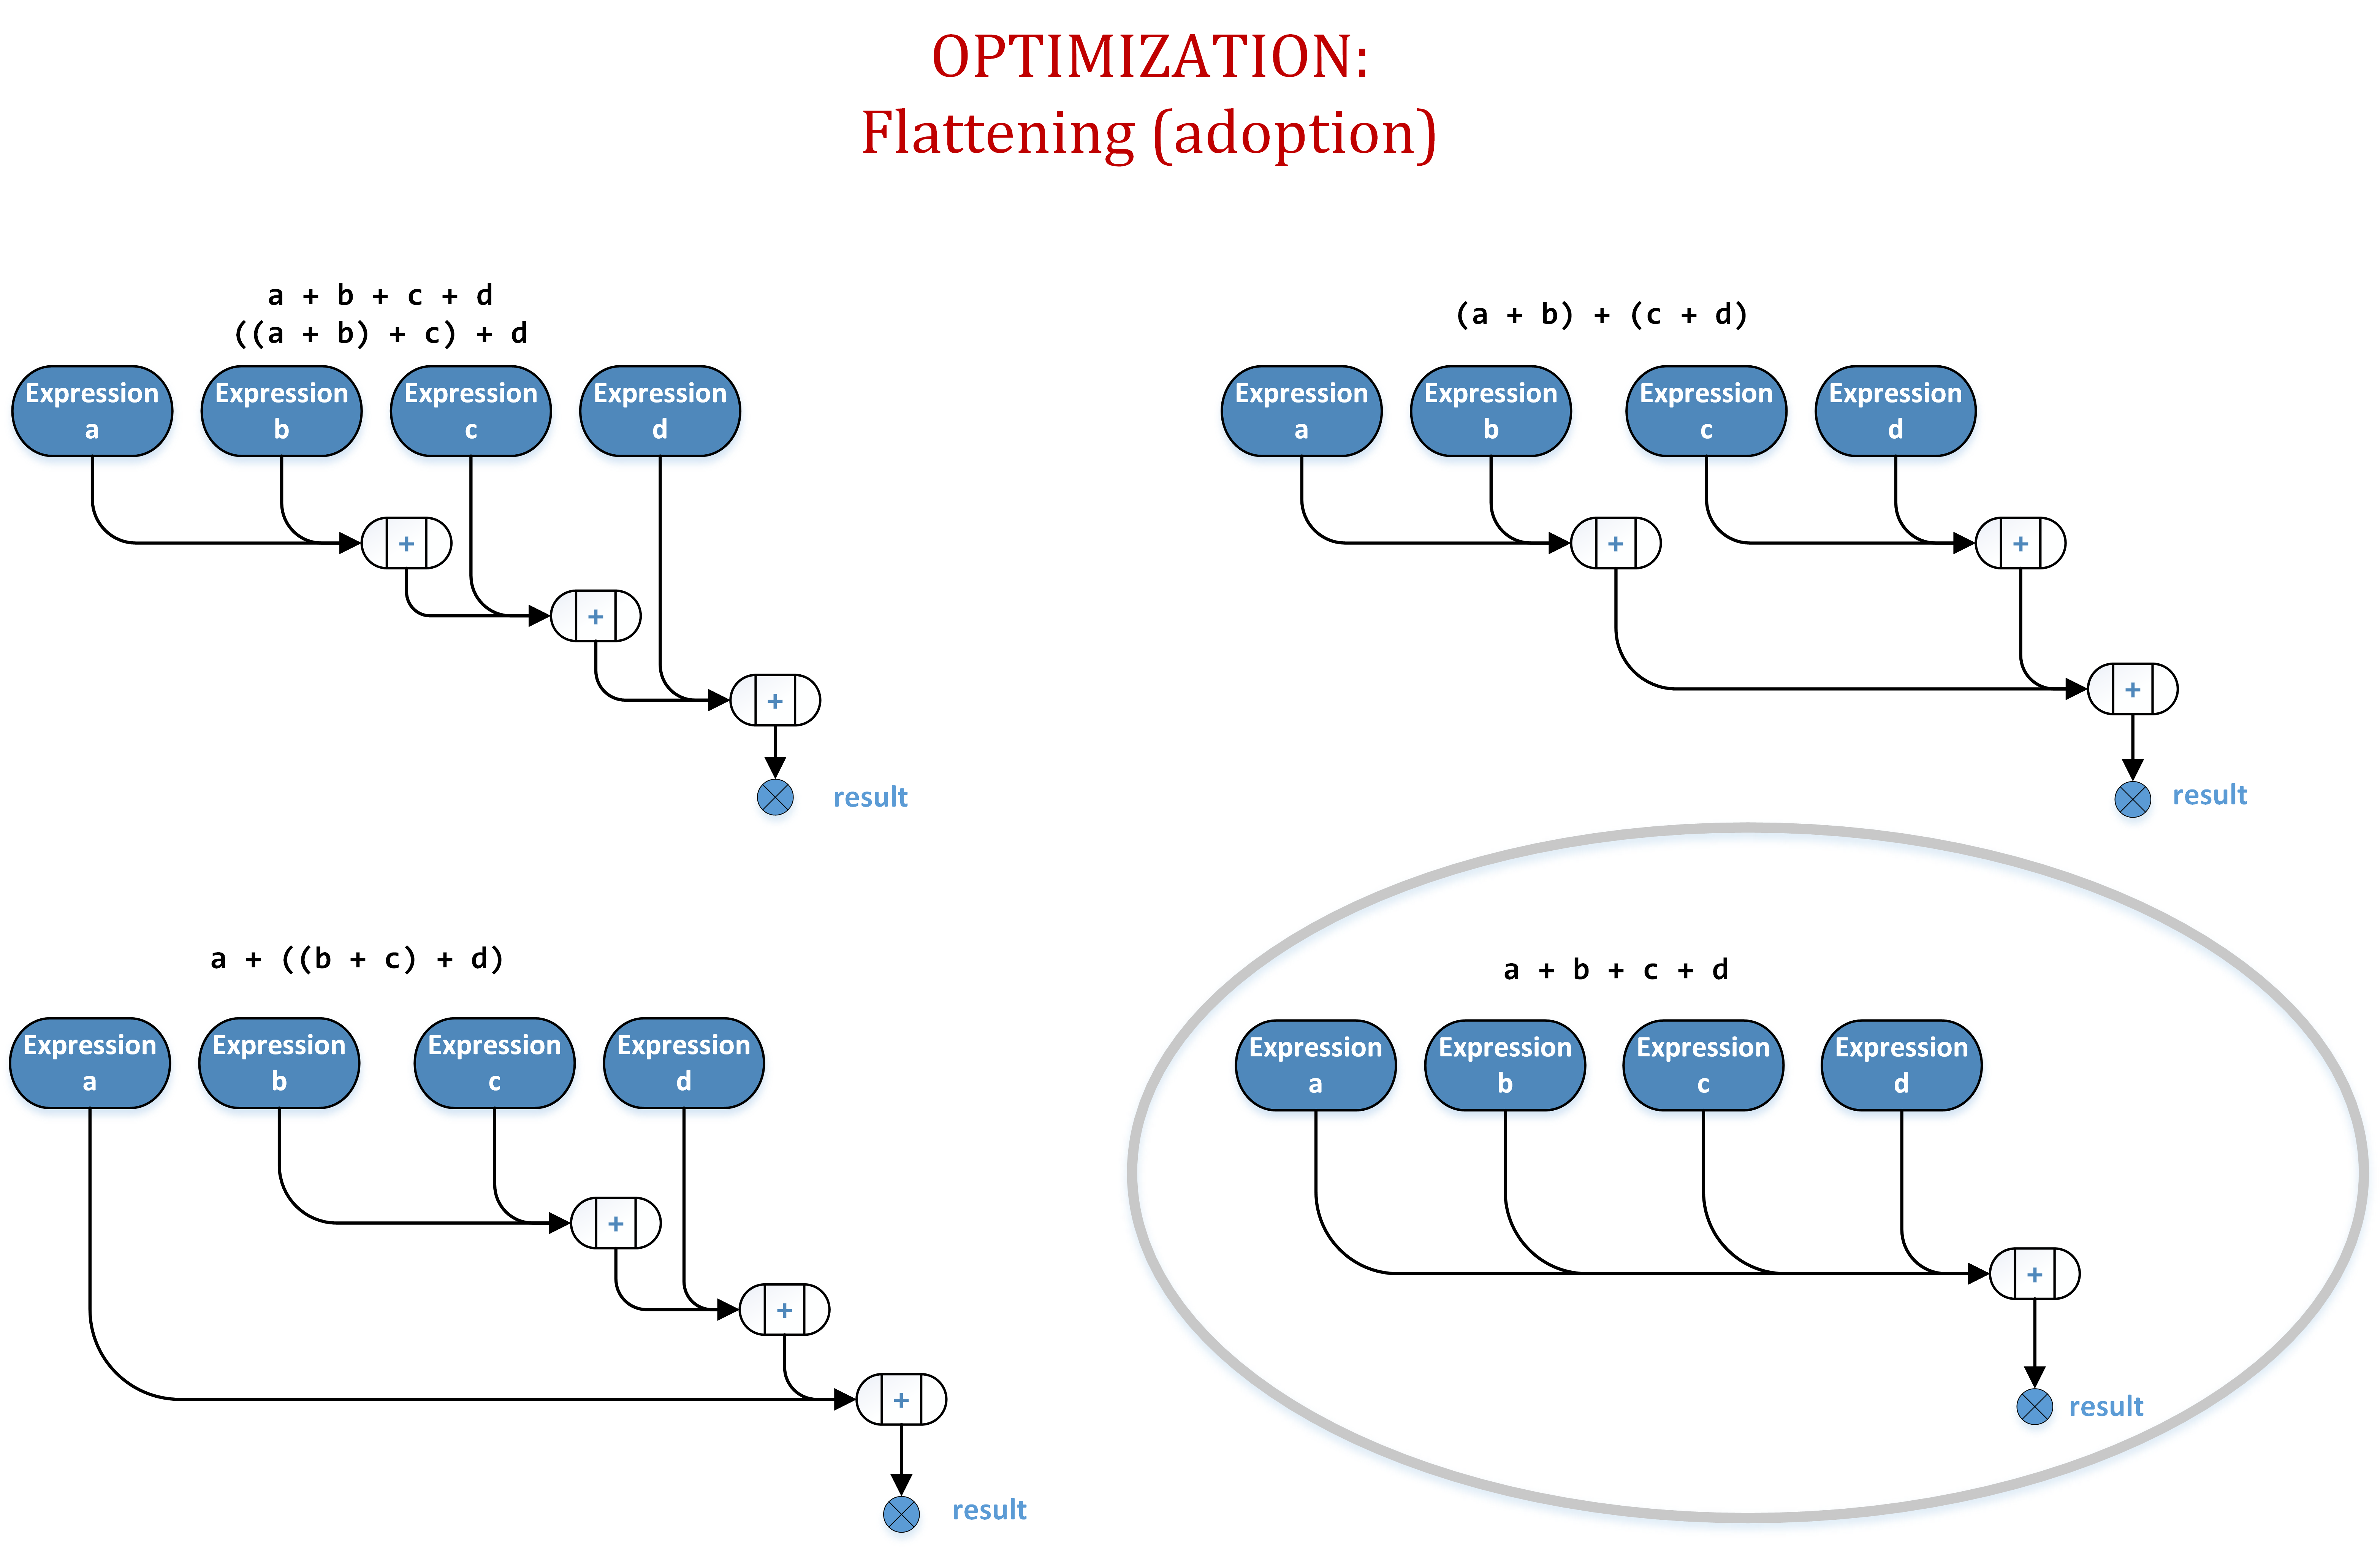 OPTIMIZATION:
Flattening (adoption)
a + b + c + d
((a + b) + c) + d
Expression a
Expression b
Expression c
Expression d
+
+
+
result
(a + b) + (c + d)
Expression a
Expression b
Expression c
Expression d
+
+
+
result
a + ((b + c) + d)
Expression a
Expression b
Expression c
Expression d
+
+
+
result
a + b + c + d
Expression a
Expression b
Expression c
Expression d
+
result